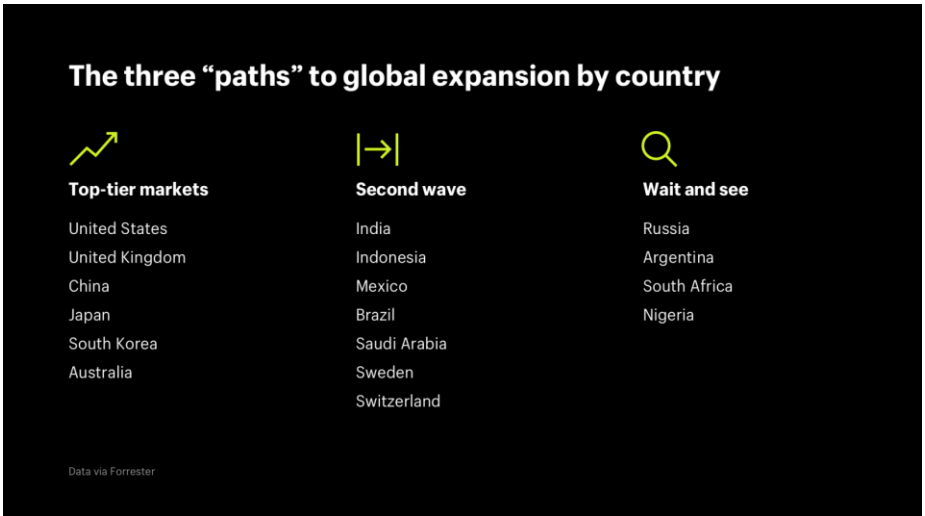 The three “paths” to global expansion by country
Top-tier markets
United States
United Kingdom
China
Japan
South Korea
Australia
Second wave
India
Indonesia
Mexico
Brazil
Saudi Arabia
Sweden
Switzerland
Wait and see
Russia
Argentina
South Africa
Nigeria
Data via Forrester